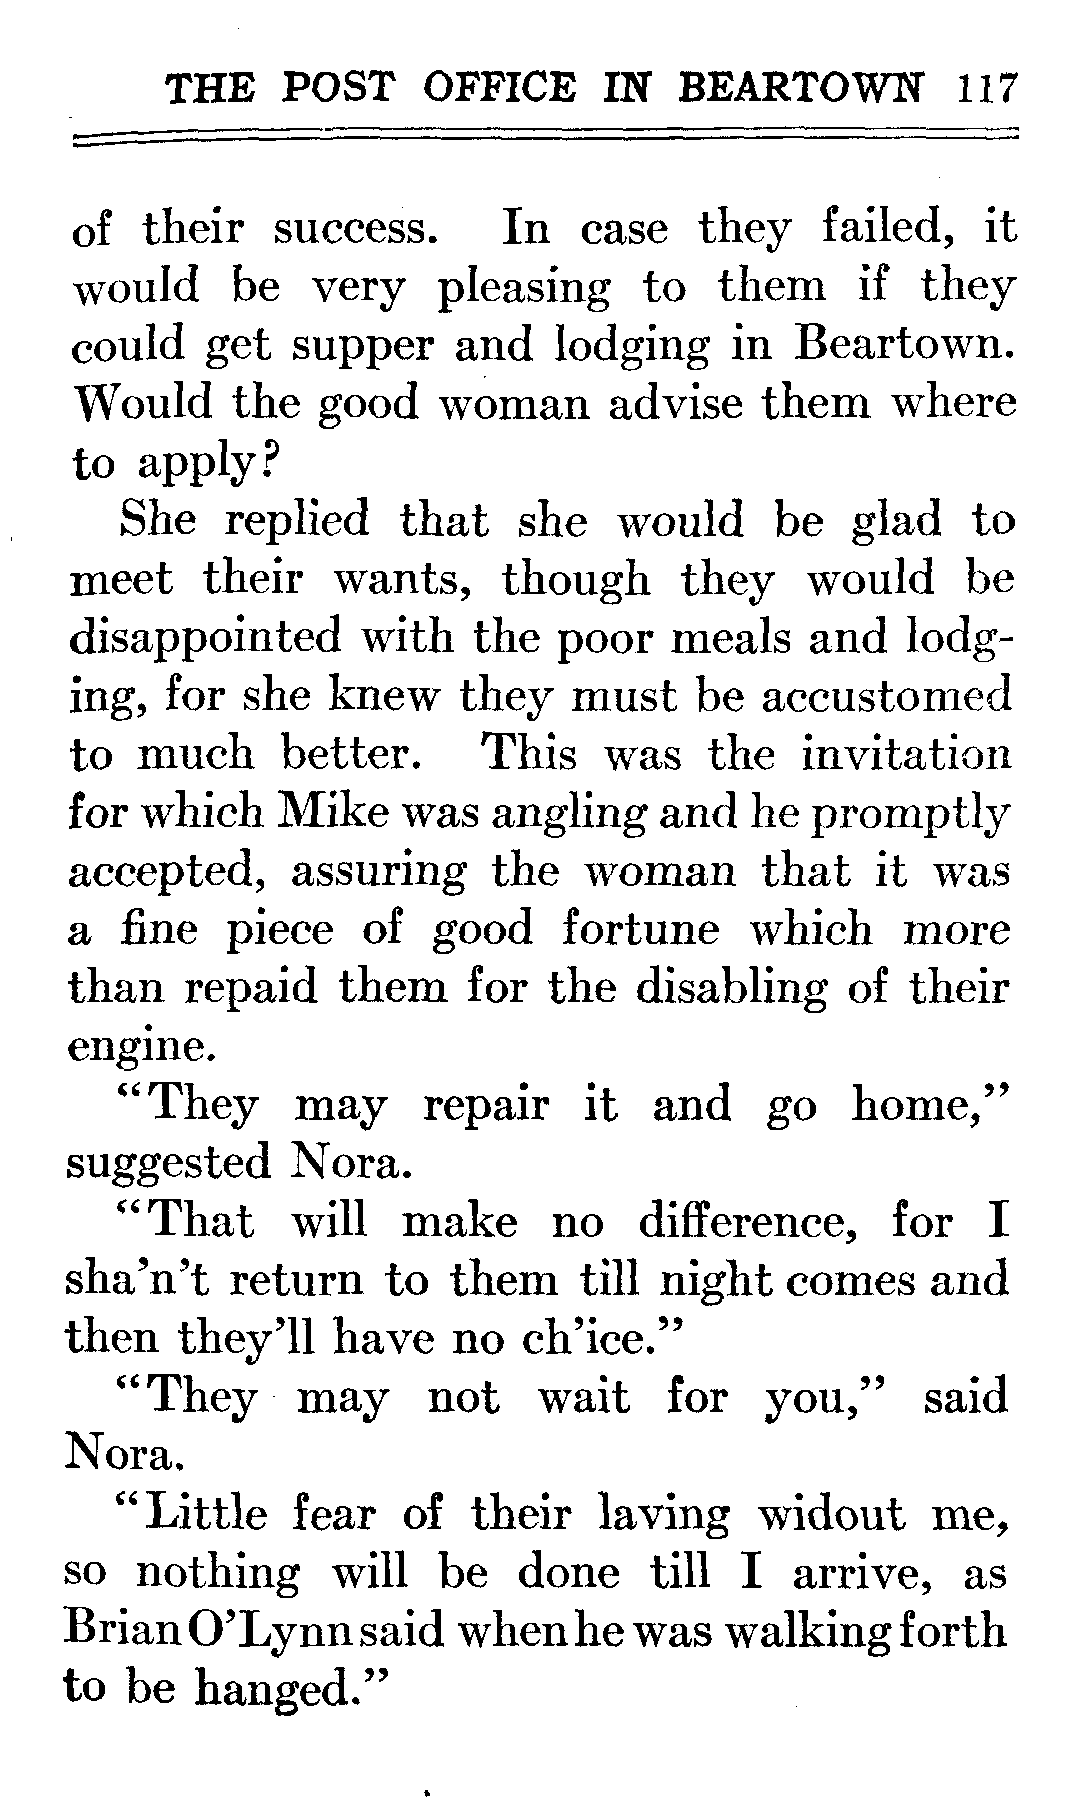 THE POST OFFICE IN BEARTOWN 117
of their success. In case they failed, it
would be very pleasing to them if they
could get supper and lodging in Beartown.
Would the good woman advise them where
to apply?
She replied that she would be glad to
meet their wants, though they would be
disappointed with the poor meals and lodg-
ing, for she knew they must be accustomed
to much better. This was the invitation
for which Mike was angling and he promptly
accepted, assuring the woman that it was
a fine piece of good fortune which more
than repaid them for the disabling of their
engine.
“They may repair it and go home,”
suggested Nora.
“That will make no difference, for I
sha’n’t return to them till night comes and
then they’ll have no ch’ice.”
“They may not wait for you,” said
Nora.
“Little fear of their laving widout me,
so nothing will be done till I arrive, as
Brian O’Lynn said when he was walking forth
to be hanged.”